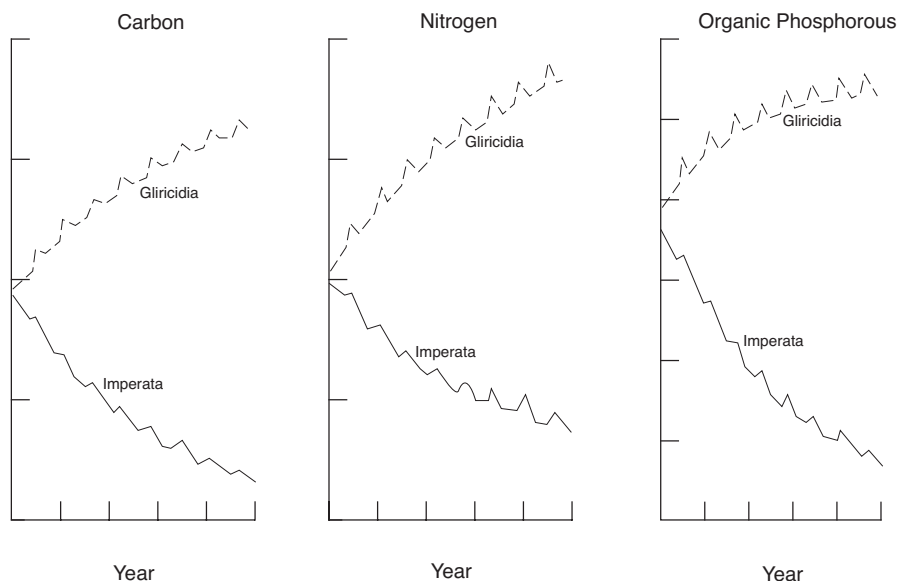 Carbon
Nitrogen
Organic Phosphorous
Gliricidia
Gliricidia
Gliricidia
Imperata
Imperata
Imperata
Year
Year
Year